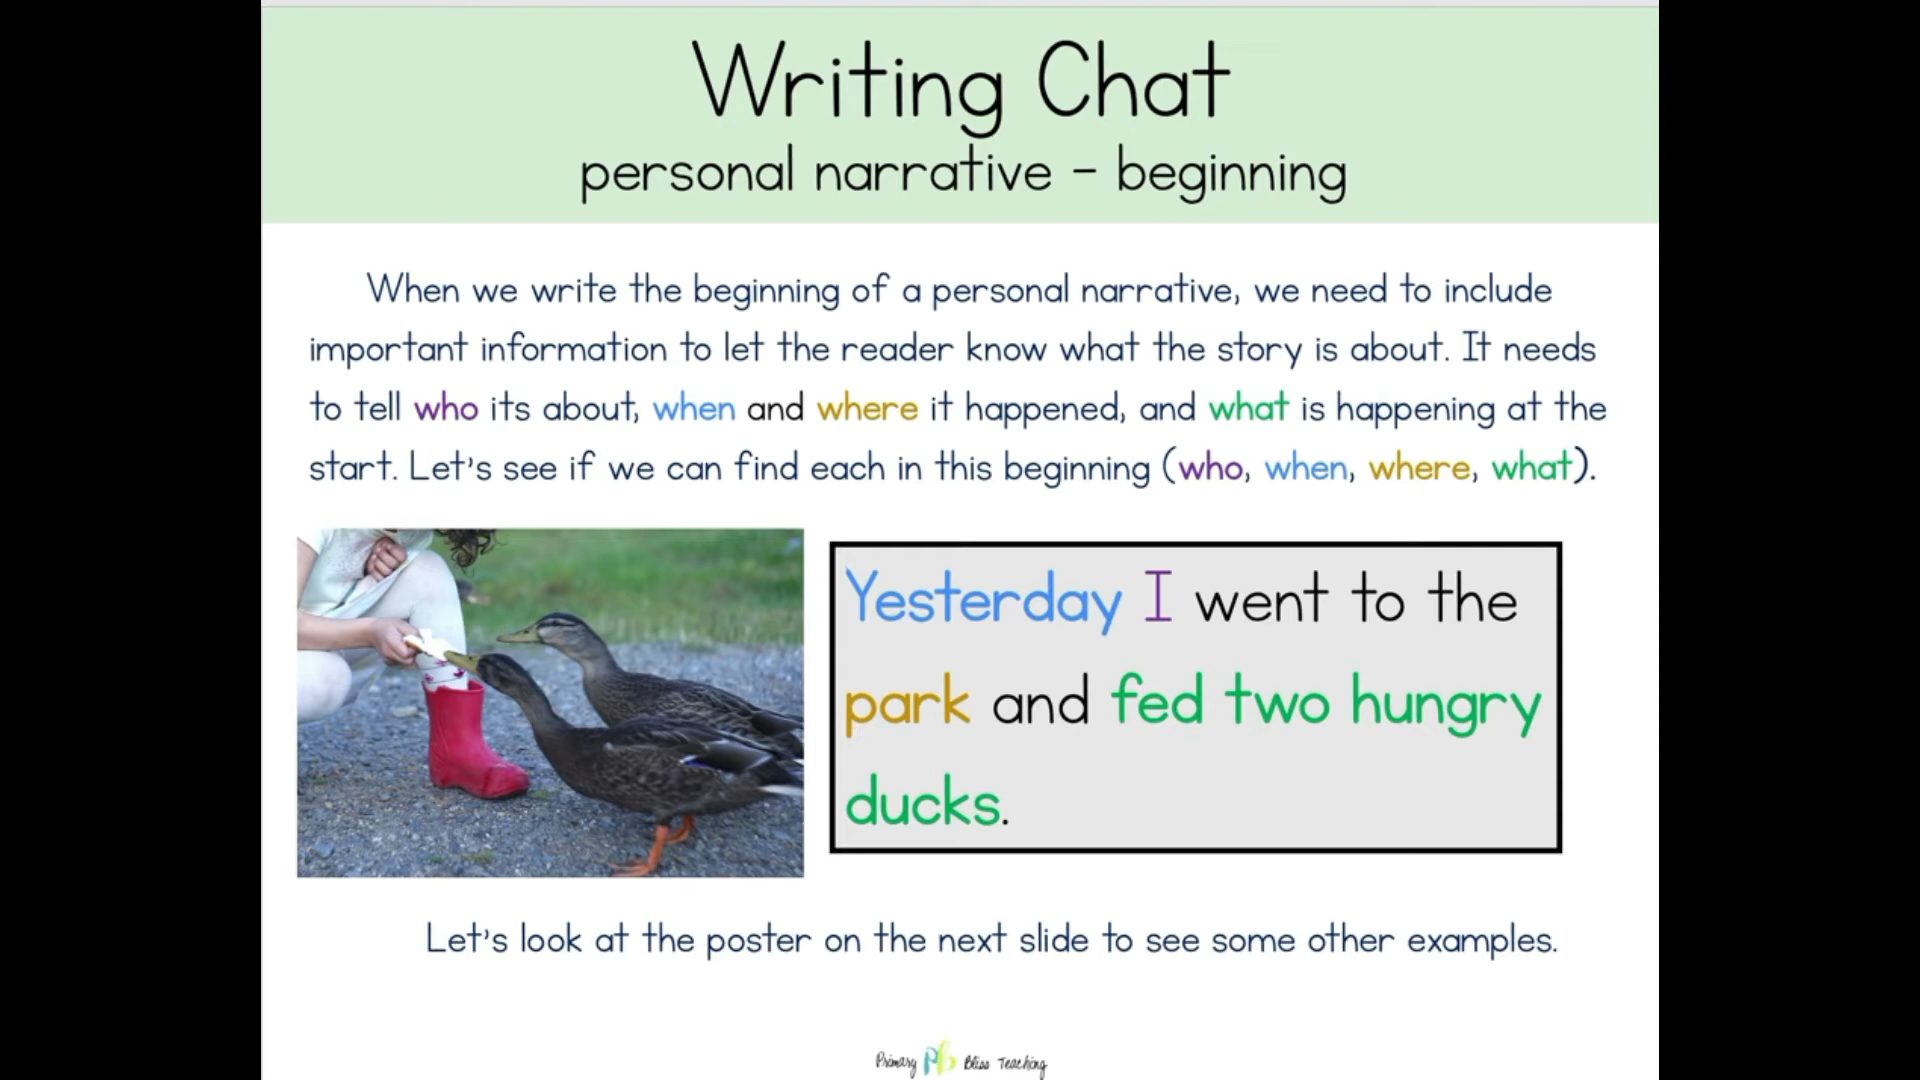 Writing Chat
personal narrative - beginning
When we write the beginning of a personal narrative, we need to include
important information to let the reader know what the story is about. It needs
to tell who its about, when and where it happened, and what is happening at the
start. Let's see if we can find each in this beginning (who, when, where, what).
Yesterday I went to the
park and fed two hungry
ducks.
Let's look at the poster on the next slide to see some other examples.
Primary Pb Bliss Teaching